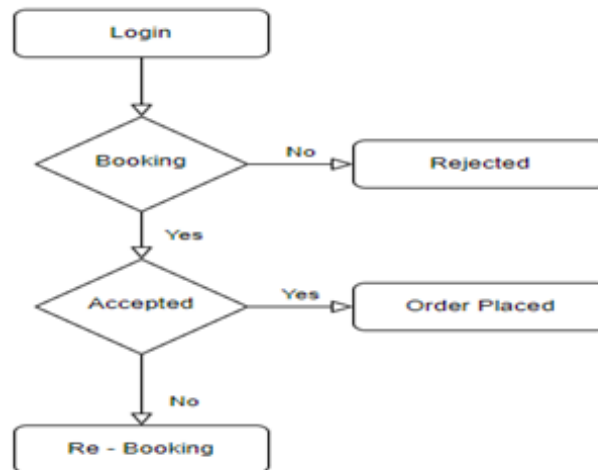 Login
Booking
No
Rejected
Yes
Accepted
Yes
Order Placed
No
Re - Booking